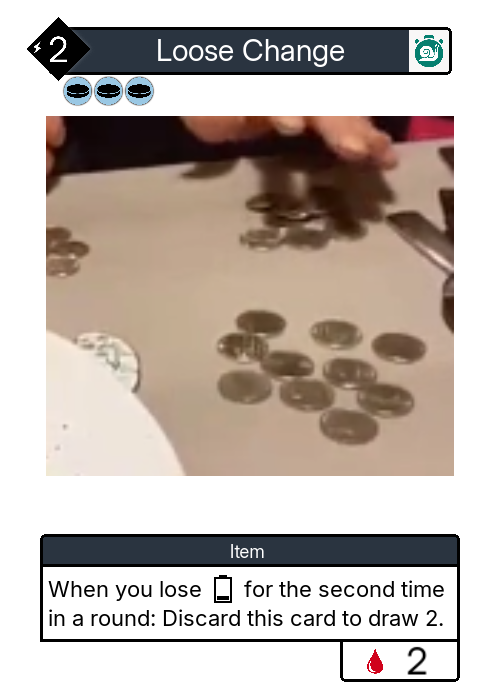 2
Loose Change
Item
When you lose for the second time
in a round: Discard this card to draw 2.
2